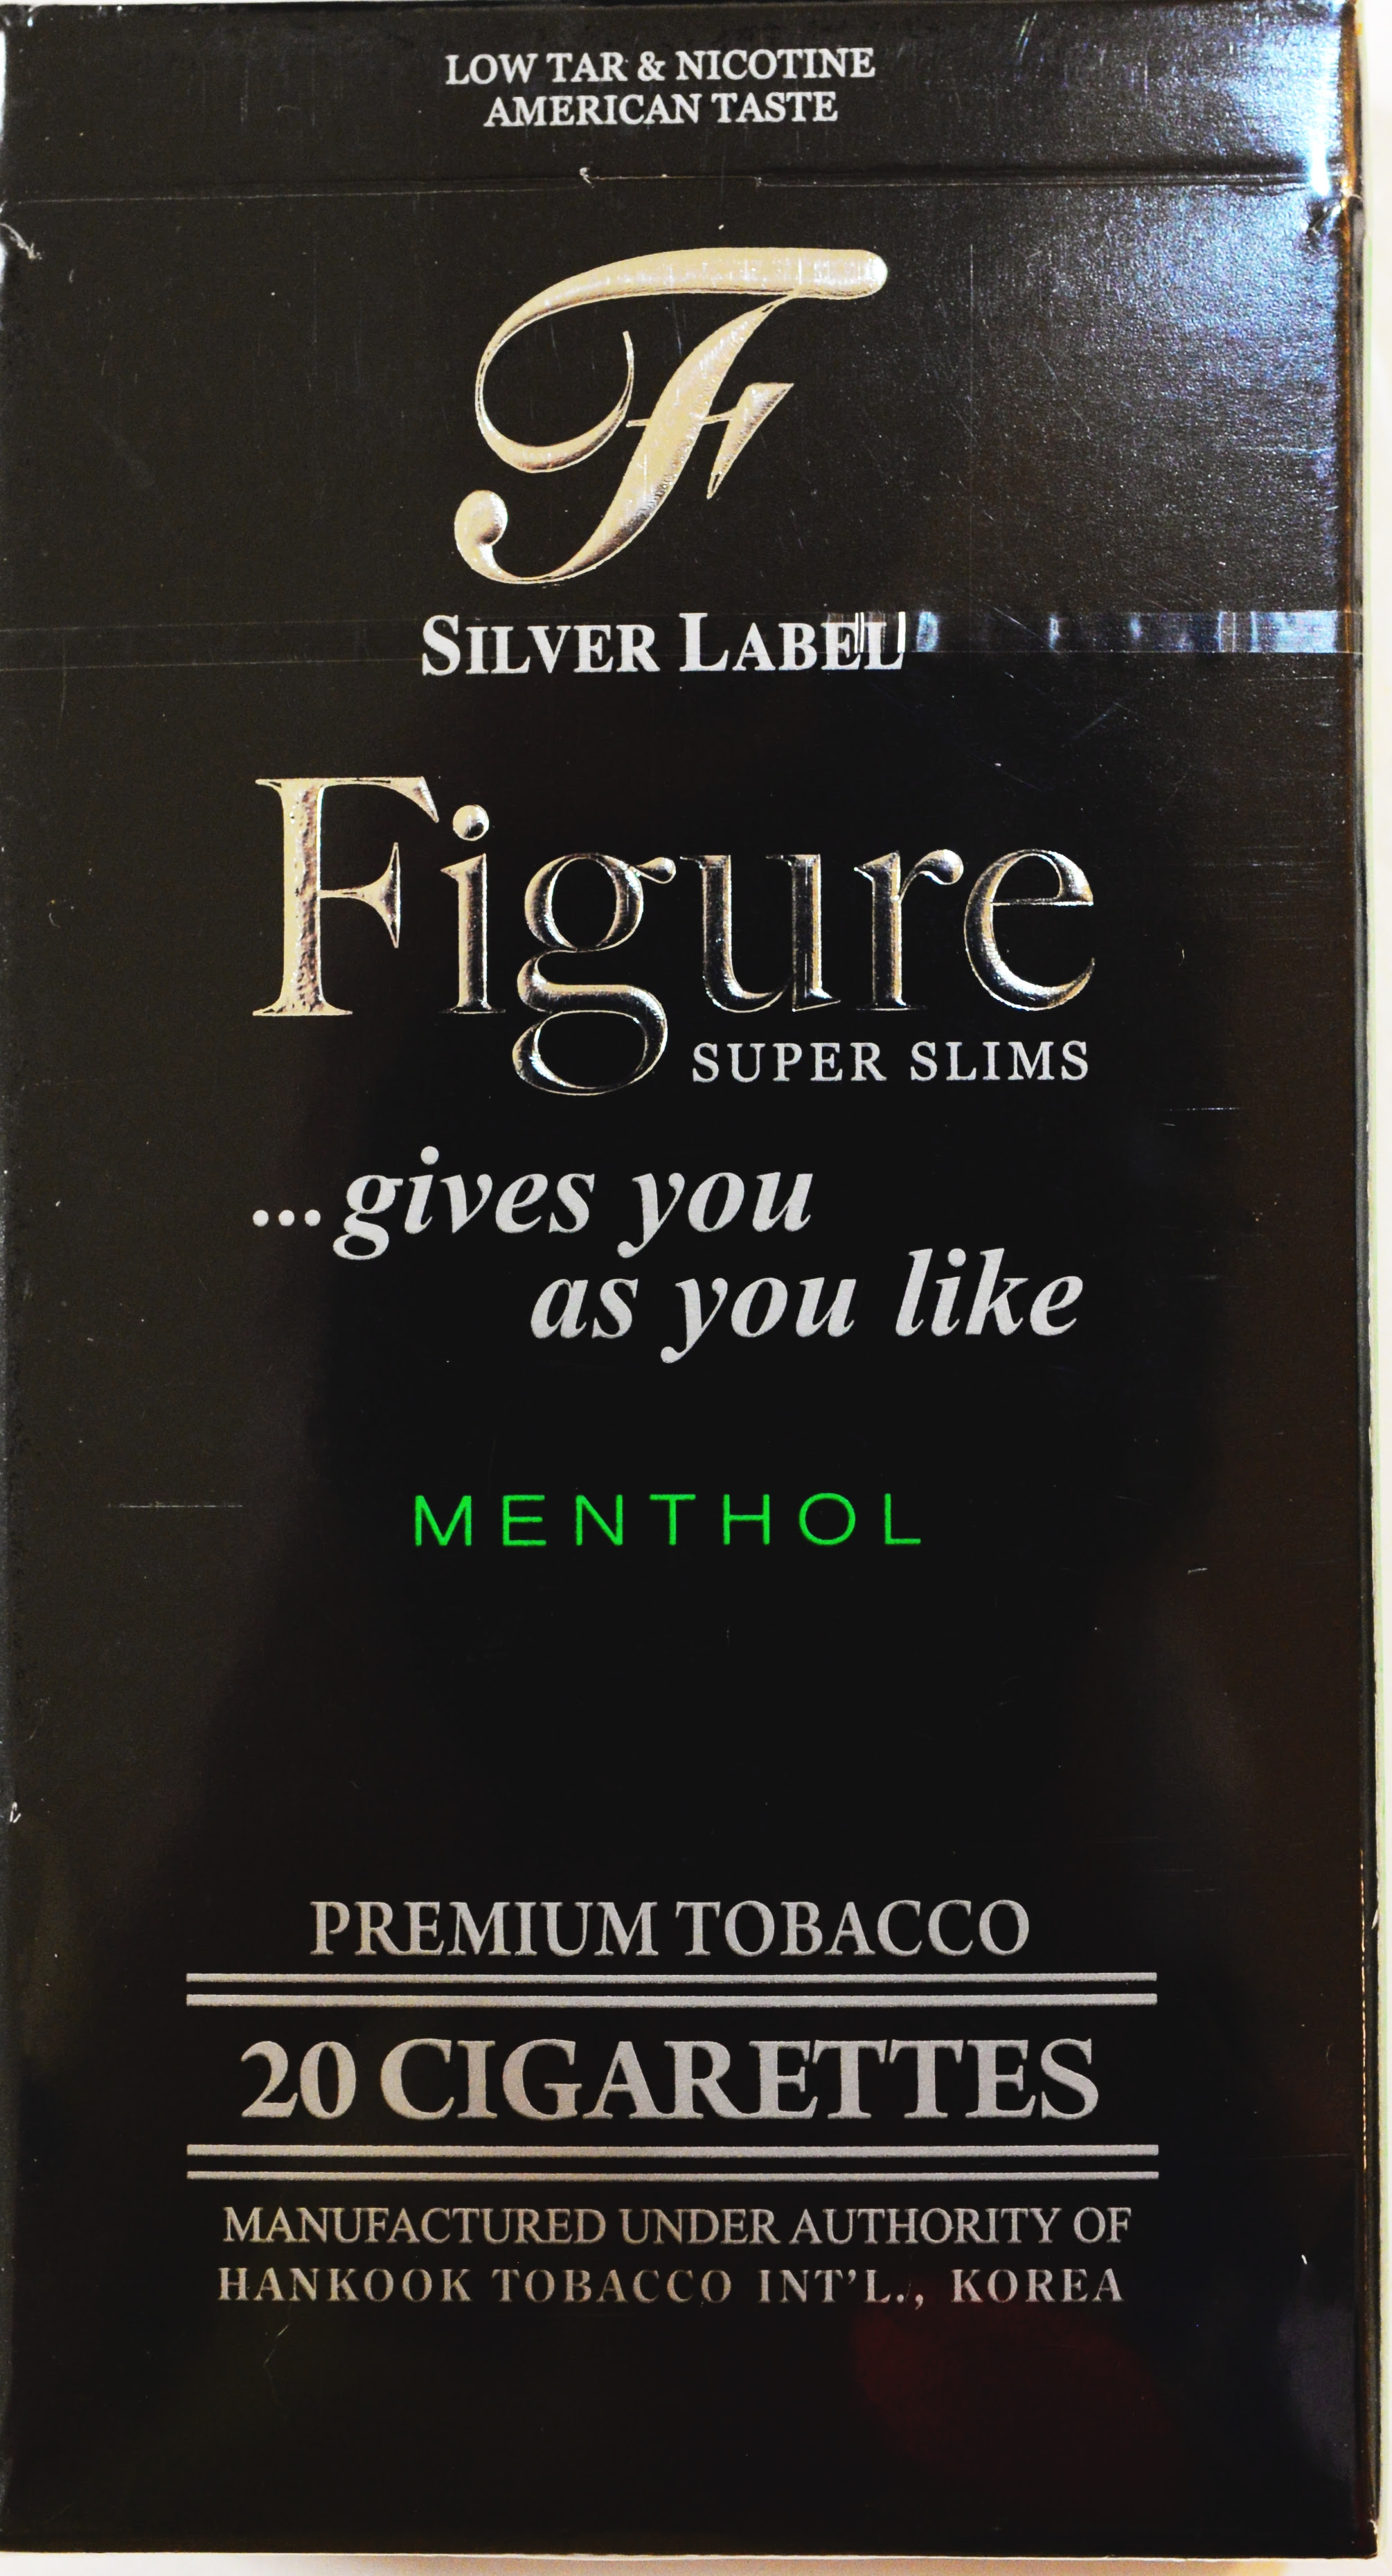 LOW TAR & NICOTINE
AMERICAN TASTE
F
SILVER LABEL
Figure
SUPER SLIMS
...gives you
as you like
MENTHOL
PREMIUM TOBACCO
20 CIGARETTES
MANUFACTURED UNDER AUTHORITY OF
HANKOOK TOBACCO INT'L., KOREA